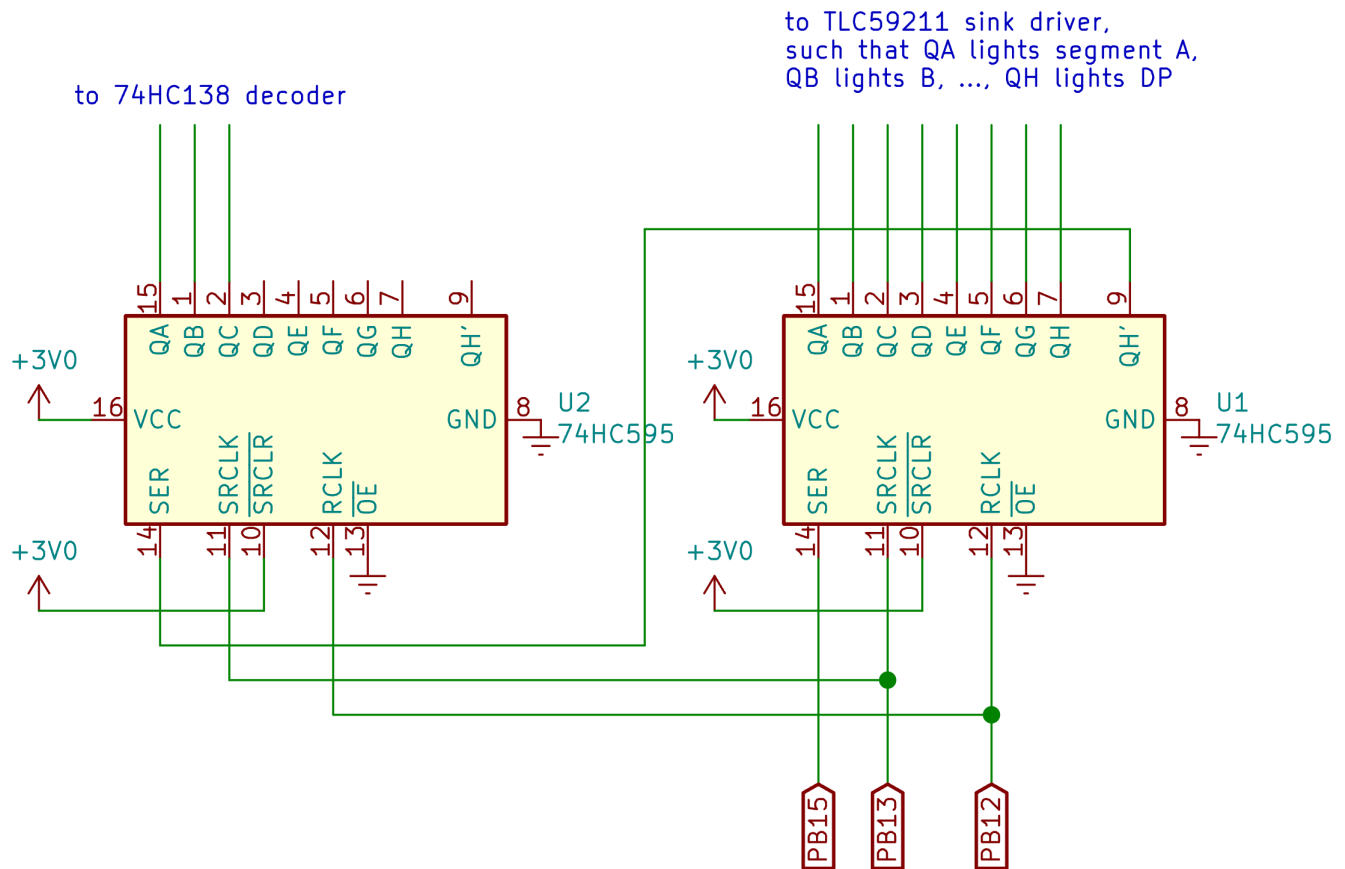 to TLC59211 sink driver,
such that QA lights segment A,
QB lights B, ..., QH lights DP
to 74HC138 decoder
15 1 2 3 4 5 6 7 9
QA QB QC QD QE QF QG QH QH'
+3V0
16 VCC
GND 8
U2
74HC595
SER SRCLK SRCLR RCLK OE
14 11 10 12 13
+3V0
15 1 2 3 4 5 6 7 9
QA QB QC QD QE QF QG QH QH'
+3V0
16 VCC
GND 8
U1
74HC595
SER SRCLK SRCLR RCLK OE
14 11 10 12 13
+3V0
PB15 PB13 PB12